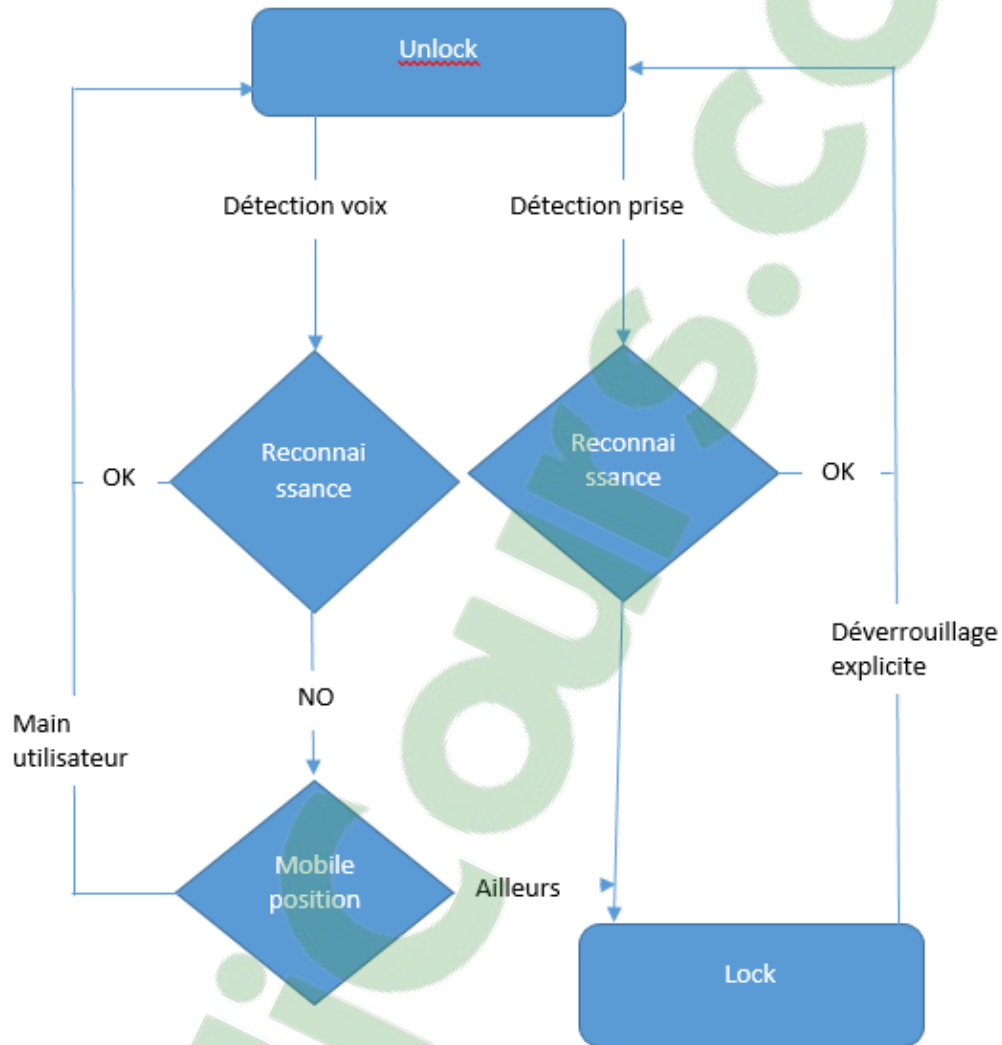 Unlock
Détection voix
Détection prise
Reconnai
ssance
Reconnai
ssance
OK
OK
NO
Déverrouillage
explicite
Main
utilisateur
Mobile
position
Ailleurs
Lock